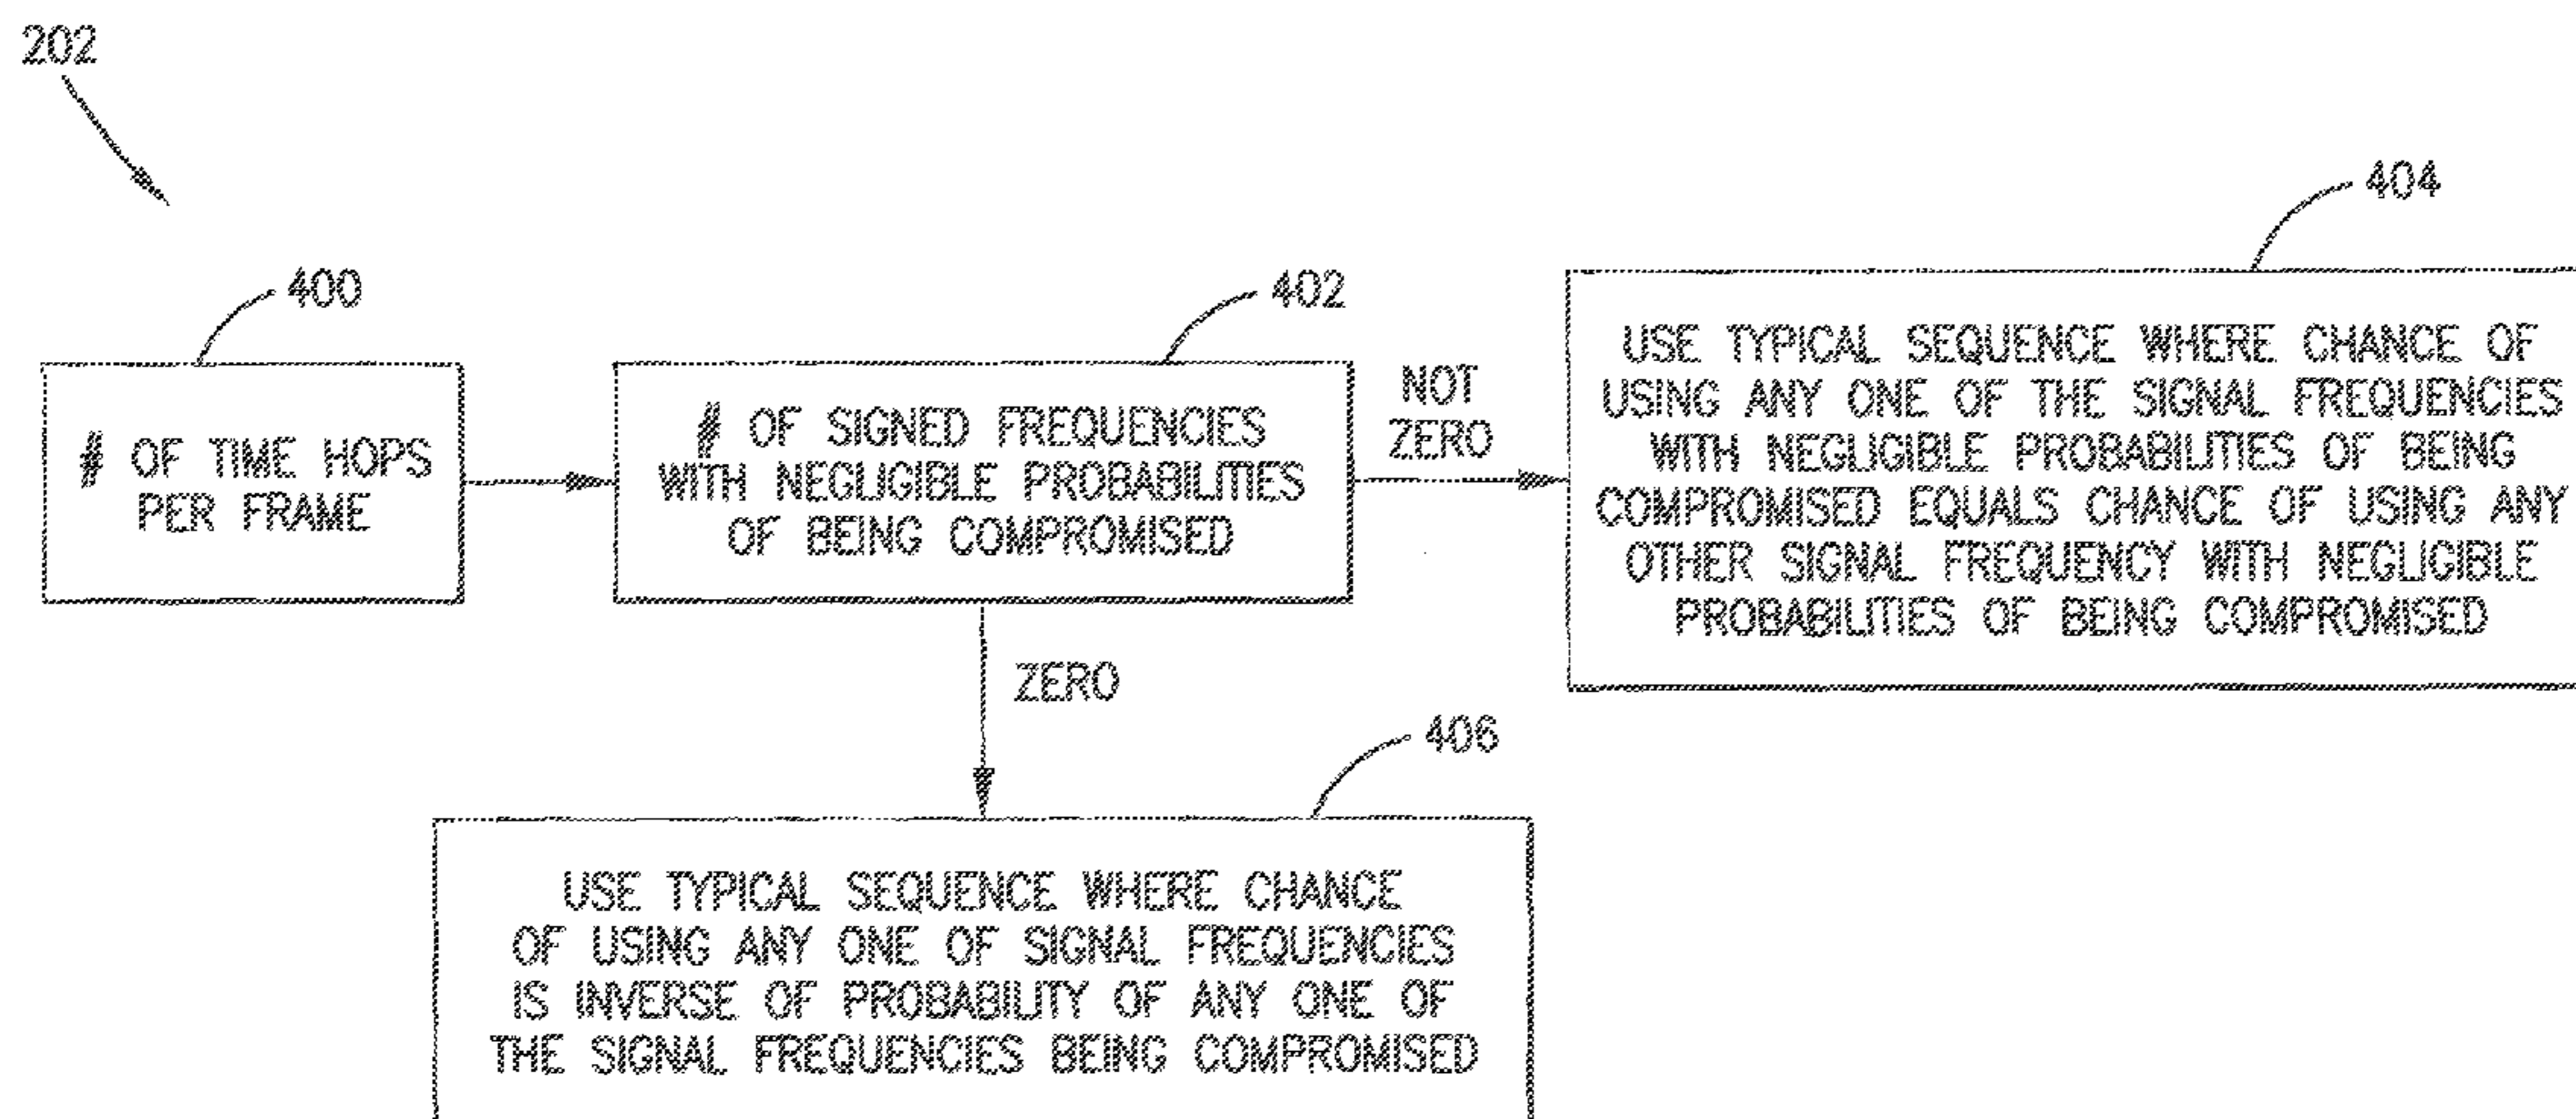 202
400
# OF TIME HOPS
PER FRAME
402
# OF SIGNED FREQUENCIES
WITH NEGLIGIBLE PROBABILITIES
OF BEING COMPROMISED
NOT
ZERO
404
USE TYPICAL SEQUENCE WHERE CHANCE OF
USING ANY ONE OF THE SIGNAL FREQUENCIES
WITH NEGLIGIBLE PROBABILITIES OF BEING
COMPROMISED EQUALS CHANCE OF USING ANY
OTHER SIGNAL FREQUENCY WITH NEGLIGIBLE
PROBABILITIES OF BEING COMPROMISED
ZERO
406
USE TYPICAL SEQUENCE WHERE CHANCE
OF USING ANY ONE OF SIGNAL FREQUENCIES
IS INVERSE OF PROBABILITY OF ANY ONE OF
THE SIGNAL FREQUENCIES BEING COMPROMISED